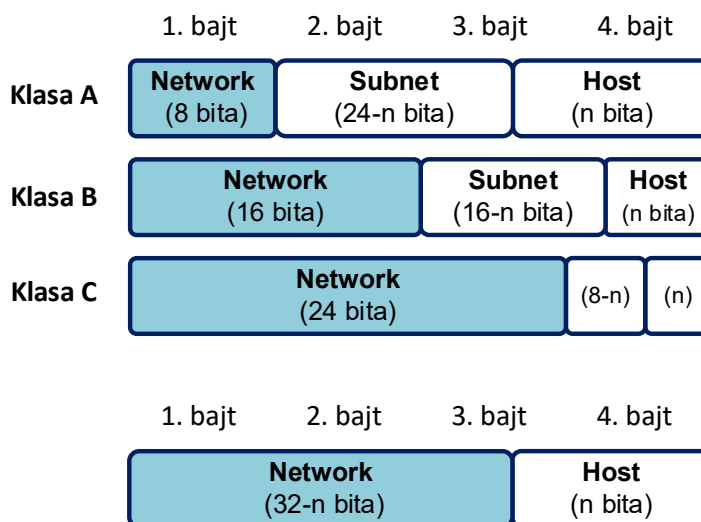 1. bajt 2. bajt 3. bajt 4. bajt
Klasa A Network Subnet Host
(8 bita) (24-n bita) (n bita)
Klasa B Network Subnet Host
(16 bita) (16-n bita) (n bita)
Klasa C Network (8-n) (n)
(24 bita)
1. bajt 2. bajt 3. bajt 4. bajt
Network Host
(32-n bita) (n bita)